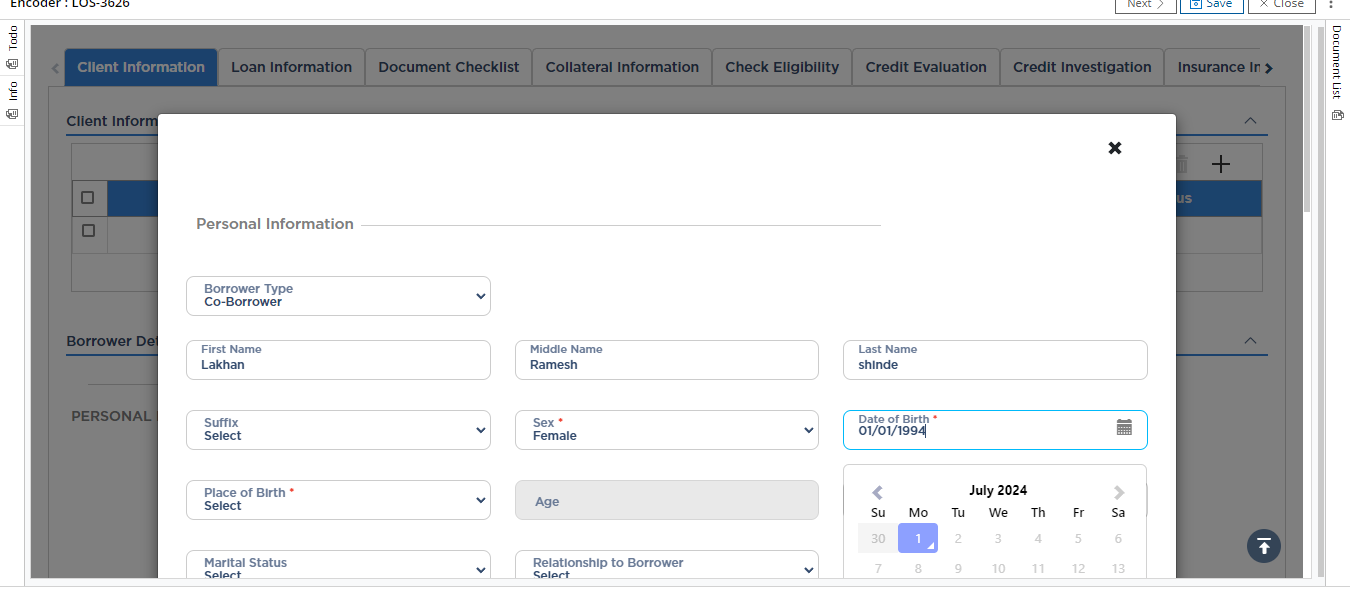 Encoder : LOS-3626
Next
Save
Close
Todo
Info
Document List
Client Information
Loan Information
Document Checklist
Collateral Information
Check Eligibility
Credit Evaluation
Credit Investigation
Insurance In
Client Inform
us
Personal Information
Borrower Type
Co-Borrower
Borrower Det
First Name
Lakhan
Middle Name
Ramesh
Last Name
shinde
PERSONAL
Suffix
Select
Sex *
Female
Date of Birth *
01/01/1994
Place of Birth *
Select
Age
July 2024
Su Mo Tu We Th Fr Sa
30 1 2 3 4 5 6
7 8 9 10 11 12 13
Marital Status
Select
Relationship to Borrower
Select